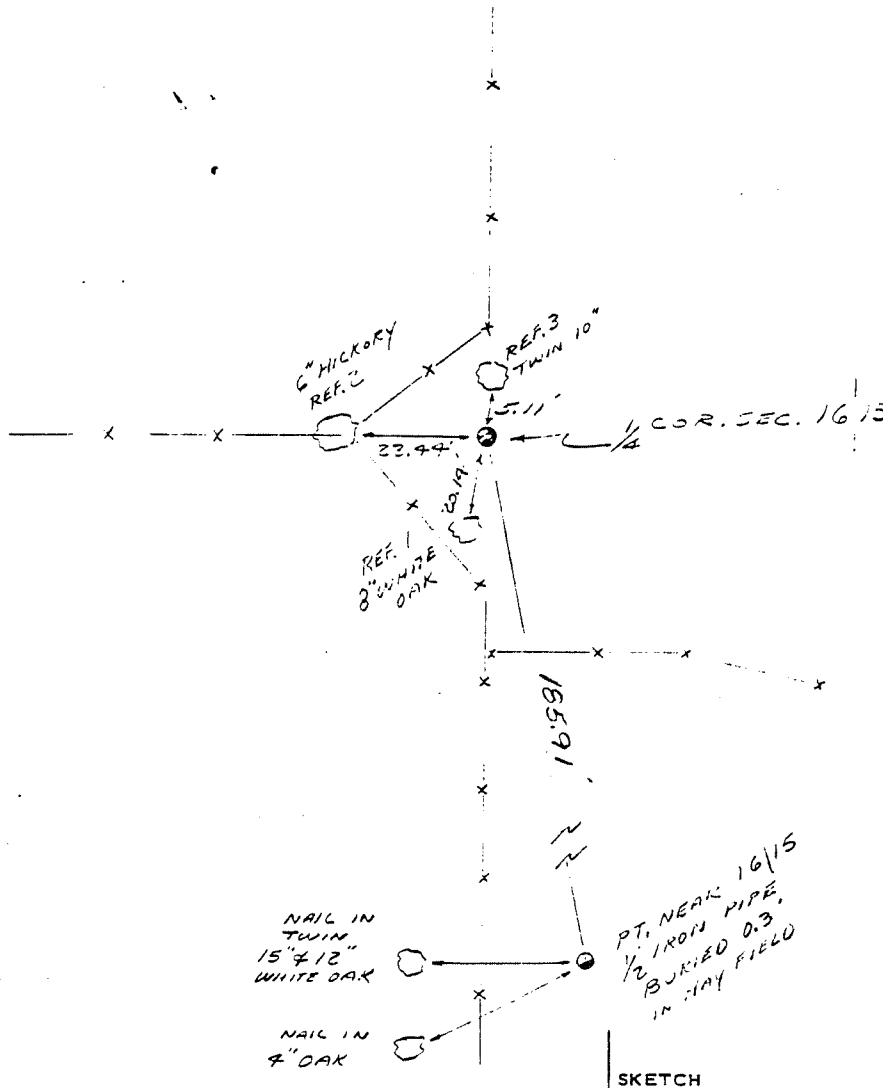 6" HICKORY
REF. 2
REF. 3
TWIN 10"
5.11'
1/4 COR. SEC. 16|15
22.44'
20.19
REF. 1
8" WHITE
OAK
185.91'
PT. NEAR 16|15
1/2 IRON PIPE
BURIED 0.3,
IN HAY FIELD
NAIL IN
TWIN
15" & 12"
WHITE OAK
NAIL IN
4" OAK
SKETCH